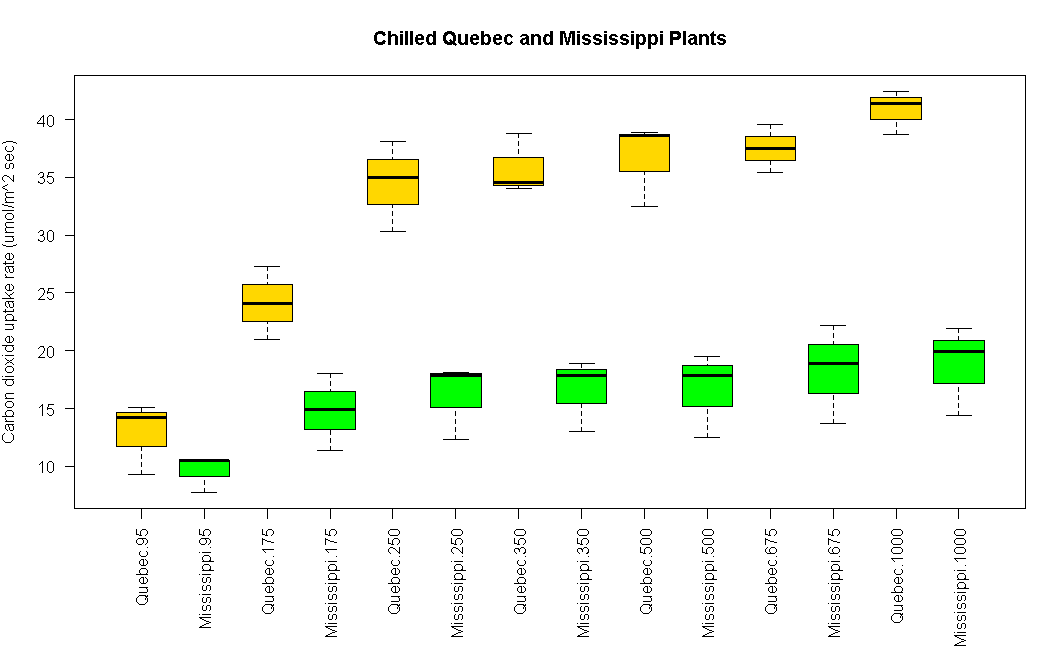 Chilled Quebec and Mississippi Plants
Carbon dioxide uptake rate (umol/m^2 sec)
40
35
30
25
20
15
10
Quebec.95
Mississippi.95
Quebec.175
Mississippi.175
Quebec.250
Mississippi.250
Quebec.350
Mississippi.350
Quebec.500
Mississippi.500
Quebec.675
Mississippi.675
Quebec.1000
Mississippi.1000